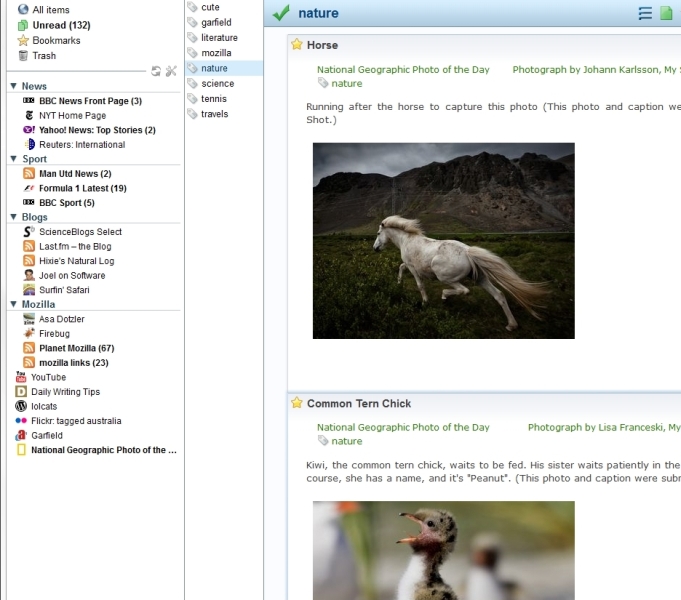 All items
Unread (132)
Bookmarks
Trash
News
BBC News Front Page (3)
NYT Home Page
Yahoo! News: Top Stories (2)
Reuters: International
Sport
Man Utd News (2)
Formula 1 Latest (19)
BBC Sport (5)
Blogs
ScienceBlogs Select
Last.fm – the Blog
Hixie's Natural Log
Joel on Software
Surfin' Safari
Mozilla
Asa Dotzler
Firebug
Planet Mozilla (67)
mozilla links (23)
YouTube
Daily Writing Tips
lolcats
Flickr: tagged australia
Garfield
National Geographic Photo of the ...
cute
garfield
literature
mozilla
nature
science
tennis
travels
nature
Horse
National Geographic Photo of the Day Photograph by Johann Karlsson, My S
nature
Running after the horse to capture this photo (This photo and caption we
Shot.)
Common Tern Chick
National Geographic Photo of the Day Photograph by Lisa Franceski, My
nature
Kiwi, the common tern chick, waits to be fed. His sister waits patiently in the
course, she has a name, and it's "Peanut". (This photo and caption were subm